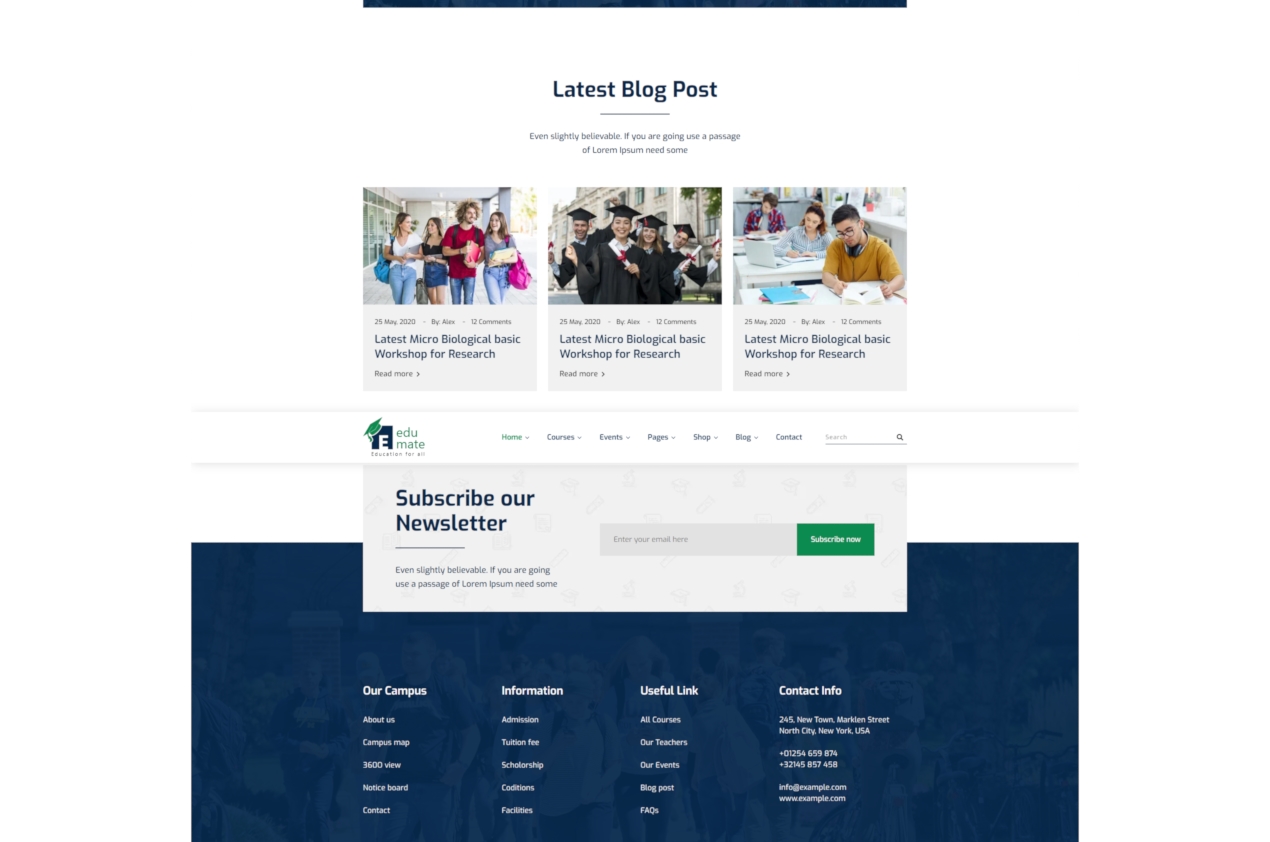 Latest Blog Post
Even slightly believable. If you are going use a passage
of Lorem Ipsum need some
25 May, 2020 - By: Alex - 12 Comments
Latest Micro Biological basic
Workshop for Research
Read more >
25 May, 2020 - By: Alex - 12 Comments
Latest Micro Biological basic
Workshop for Research
Read more >
25 May, 2020 - By: Alex - 12 Comments
Latest Micro Biological basic
Workshop for Research
Read more >
E edu
mate
Education for all
Home Courses Events Pages Shop Blog Contact Search
Subscribe our
Newsletter
Even slightly believable. If you are going
use a passage of Lorem Ipsum need some
Enter your email here
Subscribe now
Our Campus
About us
Campus map
3600 view
Notice board
Contact
Information
Admission
Tuition fee
Scholorship
Coditions
Facilities
Useful Link
All Courses
Our Teachers
Our Events
Blog post
FAQs
Contact Info
245, New Town, Marklen Street
North City, New York, USA
+01254 659 874
+32145 857 458
info@example.com
www.example.com